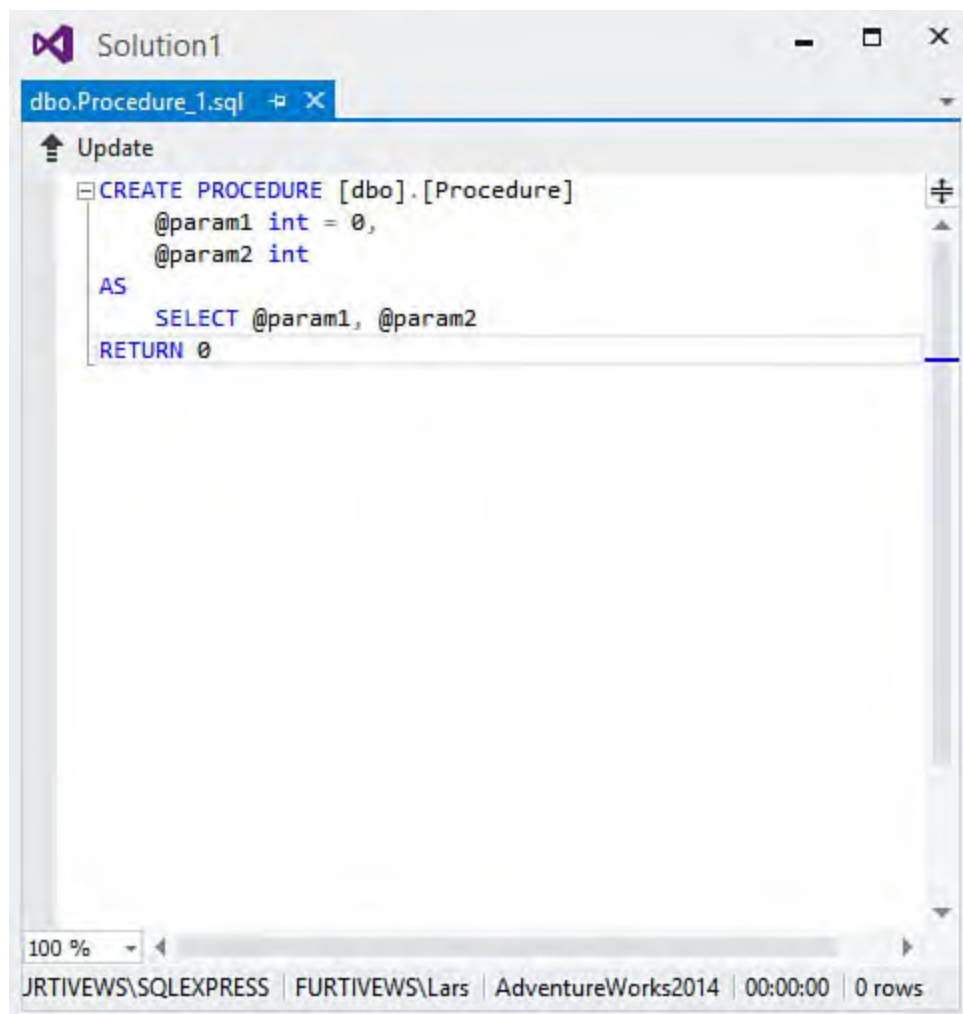 Solution1
dbo.Procedure_1.sql
Update
CREATE PROCEDURE [dbo].[Procedure]
    @param1 int = 0,
    @param2 int
AS
    SELECT @param1, @param2
RETURN 0
100 %
JRTIVEWS\SQLEXPRESS FURTIVEWS\Lars AdventureWorks2014 00:00:00 0 rows